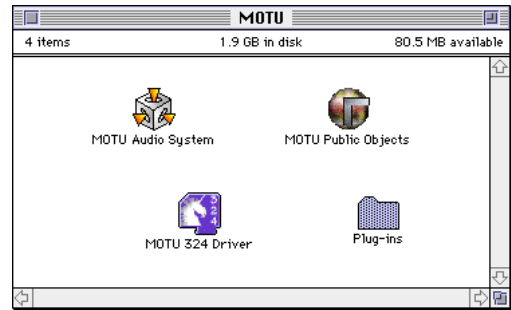 MOTU
4 items 1.9 GB in disk 80.5 MB available
MOTU Audio System MOTU Public Objects
324
MOTU 324 Driver Plug-ins